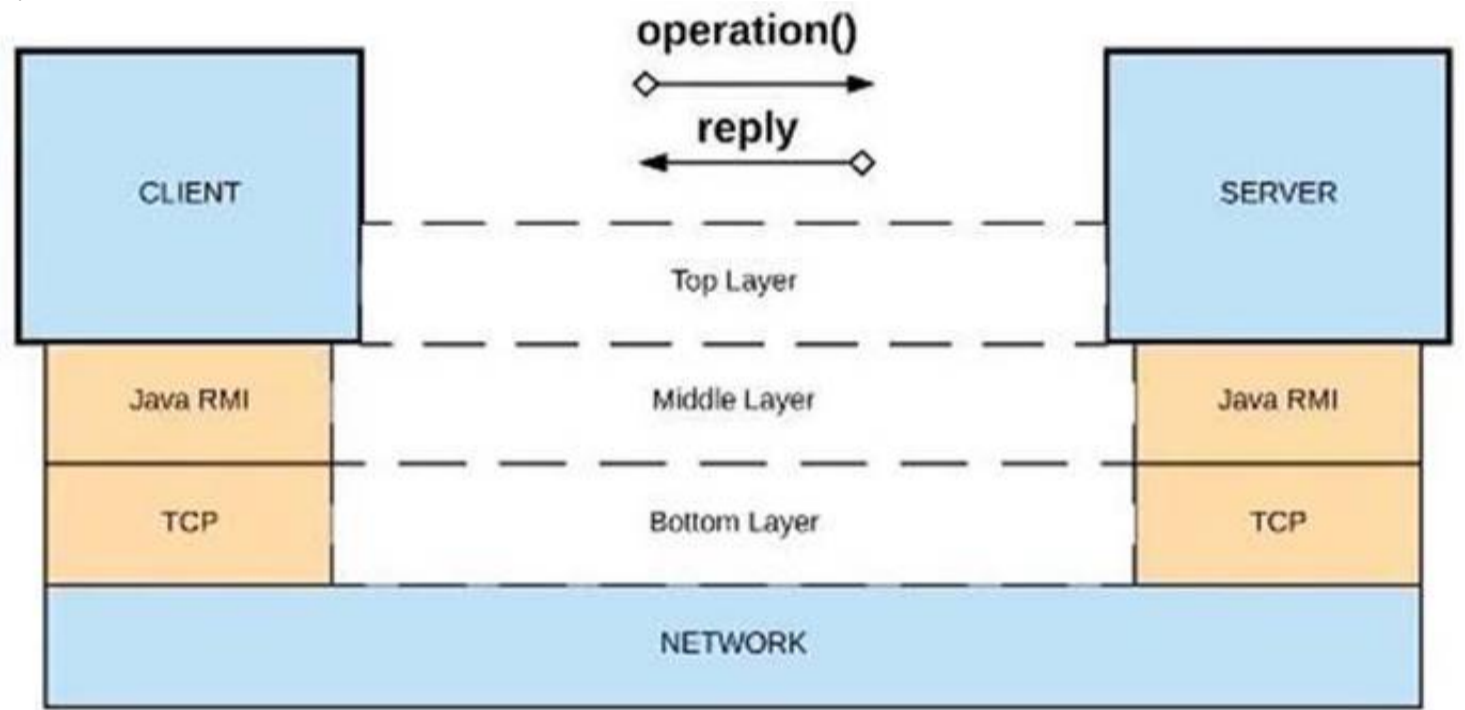 operation()
reply
CLIENT
SERVER
Top Layer
Java RMI
Middle Layer
Java RMI
TCP
Bottom Layer
TCP
NETWORK